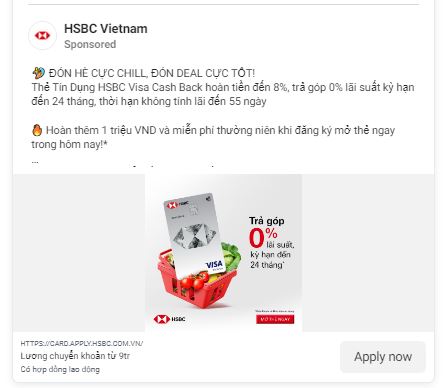 HSBC Vietnam
Sponsored
ĐÓN HÈ CỰC CHILL, ĐÓN DEAL CỰC TỐT!
Thẻ Tín Dụng HSBC Visa Cash Back hoàn tiền đến 8%, trả góp 0% lãi suất kỳ hạn
đến 24 tháng, thời hạn không tính lãi đến 55 ngày
Hoàn thêm 1 triệu VND và miễn phí thường niên khi đăng ký mở thẻ ngay
trong hôm nay!*
...
HSBC
VISA
Trả góp
0% lãi suất,
kỳ hạn đến
24 tháng*
HSBC
MỞ THẺ NGAY
HTTPS://CARD.APPLY.HSBC.COM.VN/
Lương chuyển khoản từ 9tr
Có hợp đồng lao động
Apply now